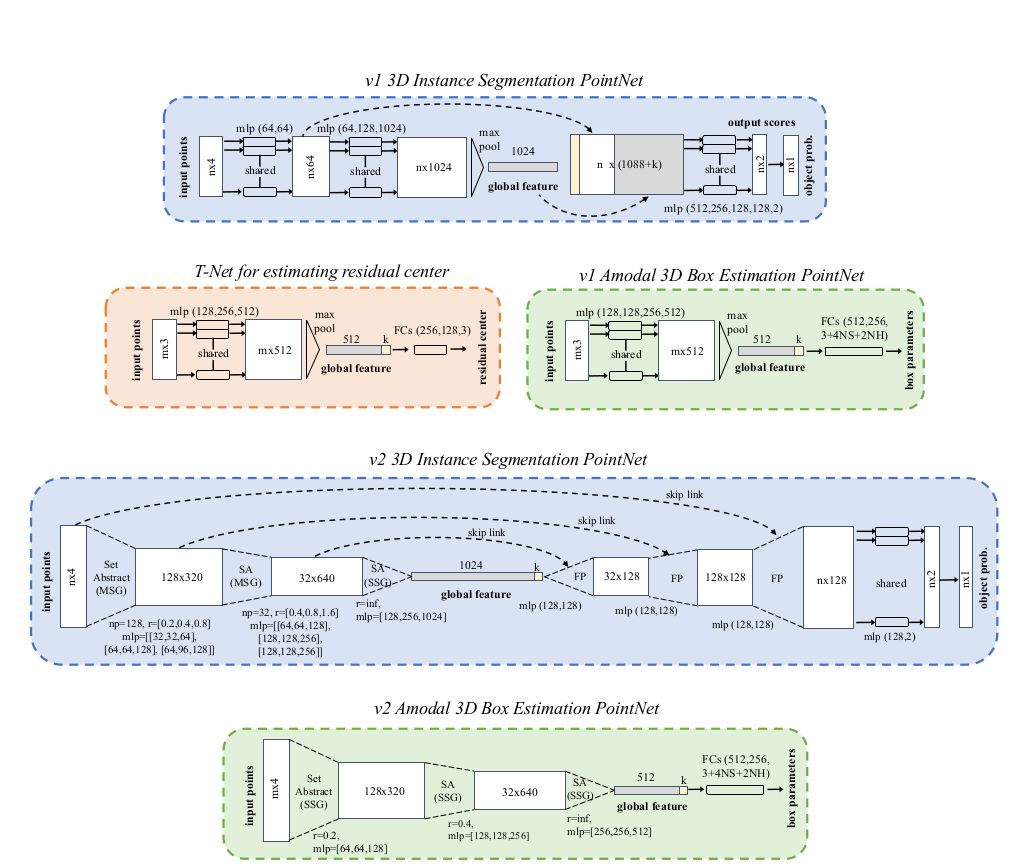 v1 3D Instance Segmentation PointNet
input points
nx4
mlp (64,64)
shared
nx64
mlp (64,128,1024)
shared
nx1024
max
pool
1024
global feature
n x (1088+k)
output scores
shared
mlp (512,256,128,128,2)
nx2
nx1
object prob.
T-Net for estimating residual center
input points
mx3
mlp (128,256,512)
shared
mx512
max
pool
512
k
global feature
FCs (256,128,3)
residual center
v1 Amodal 3D Box Estimation PointNet
input points
mx3
mlp (128,128,256,512)
shared
mx512
max
pool
512
k
global feature
FCs (512,256,
3+4NS+2NH)
box parameters
v2 3D Instance Segmentation PointNet
input points
nx4
Set
Abstract
(MSG)
np=128, r=[0.2,0.4,0.8]
mlp=[[32,32,64],
[64,64,128], [64,96,128]]
128x320
SA
(MSG)
np=32, r=[0.4,0.8,1.6]
mlp=[[64,64,128],
[128,128,256],
[128,128,256]]
32x640
SA
(SSG)
r=inf,
mlp=[128,256,1024]
1024
k
global feature
skip link
skip link
skip link
FP
mlp (128,128)
32x128
FP
mlp (128,128)
128x128
FP
mlp (128,128)
nx128
shared
mlp (128,2)
nx2
nx1
object prob.
v2 Amodal 3D Box Estimation PointNet
input points
mx4
Set
Abstract
(SSG)
r=0.2,
mlp=[64,64,128]
128x320
SA
(SSG)
r=0.4,
mlp=[128,128,256]
32x640
SA
(SSG)
r=inf,
mlp=[256,256,512]
512
k
global feature
FCs (512,256,
3+4NS+2NH)
box parameters